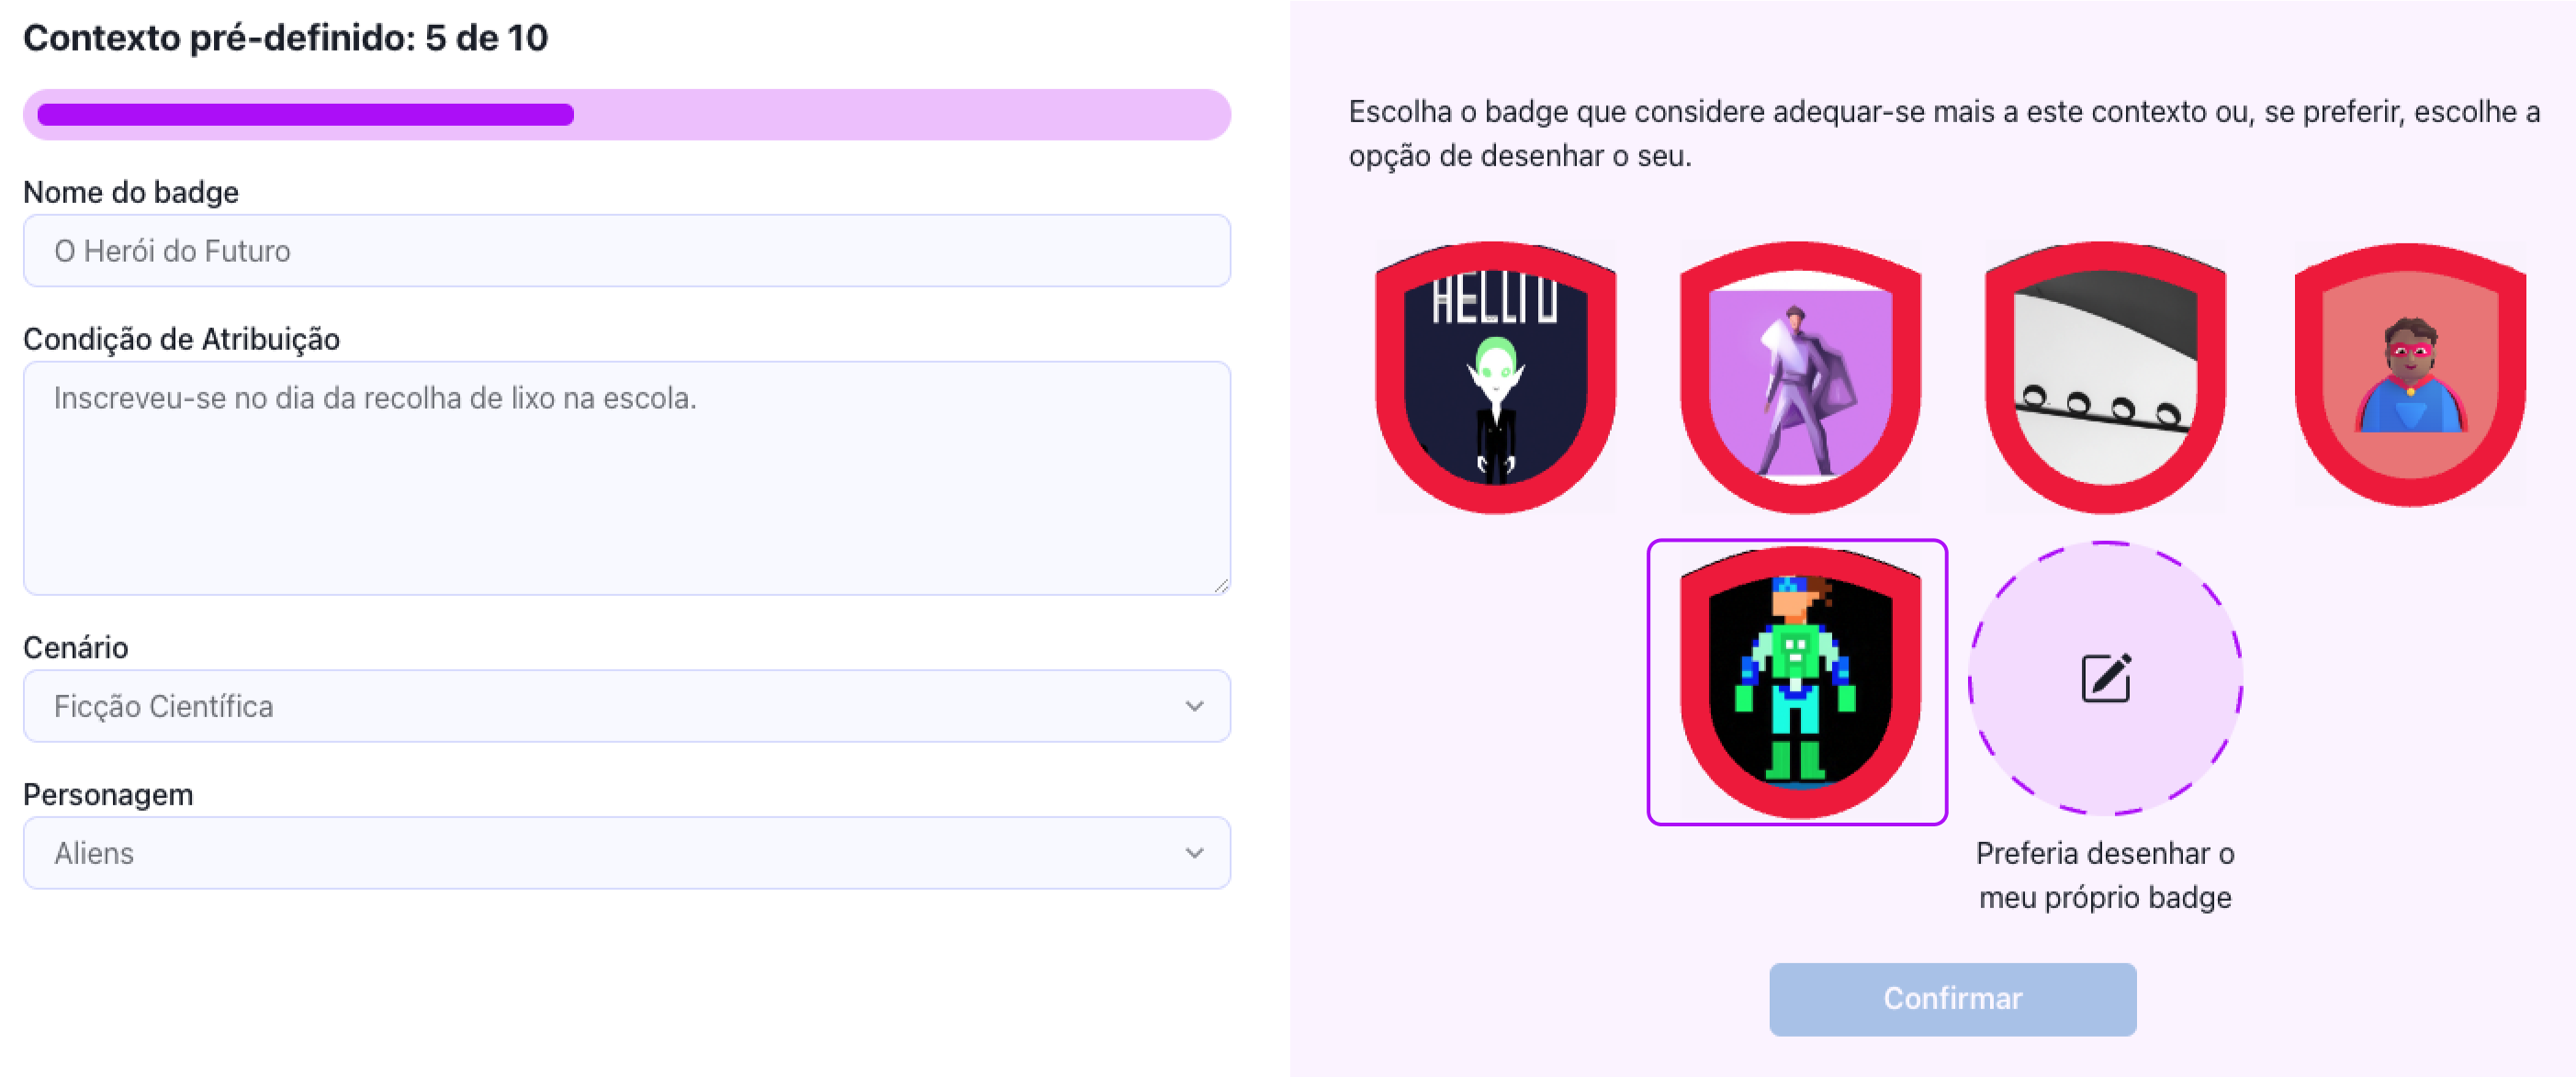 Contexto pré-definido: 5 de 10
Nome do badge
O Herói do Futuro
Condição de Atribuição
Inscreveu-se no dia da recolha de lixo na escola.
Cenário
Ficção Científica
Personagem
Aliens
Escolha o badge que considere adequar-se mais a este contexto ou, se preferir, escolhe a
opção de desenhar o seu.
Preferia desenhar o
meu próprio badge
Confirmar